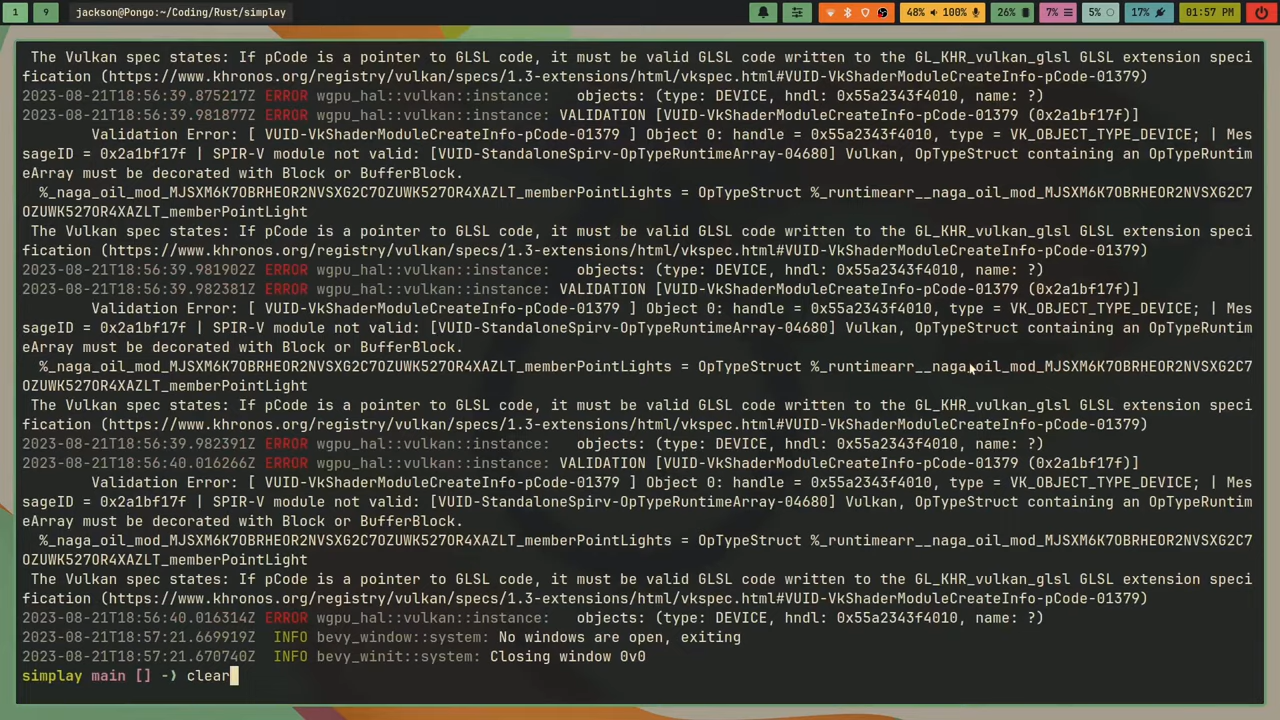 1 9 jackson@Pongo:~/Coding/Rust/simplay 48% 100% 26% 7% 5% 17% 01:57 PM
The Vulkan spec states: If pCode is a pointer to GLSL code, it must be valid GLSL code written to the GL_KHR_vulkan_glsl GLSL extension speci
fication (https://www.khronos.org/registry/vulkan/specs/1.3-extensions/html/vkspec.html#VUID-VkShaderModuleCreateInfo-pCode-01379)
2023-08-21T18:56:39.875217Z ERROR wgpu_hal::vulkan::instance: objects: (type: DEVICE, hndl: 0x55a2343f4010, name: ?)
2023-08-21T18:56:39.981877Z ERROR wgpu_hal::vulkan::instance: VALIDATION [VUID-VkShaderModuleCreateInfo-pCode-01379 (0x2a1bf17f)]
Validation Error: [ VUID-VkShaderModuleCreateInfo-pCode-01379 ] Object 0: handle = 0x55a2343f4010, type = VK_OBJECT_TYPE_DEVICE; | Mes
sageID = 0x2a1bf17f | SPIR-V module not valid: [VUID-StandaloneSpirv-OpTypeRuntimeArray-04680] Vulkan, OpTypeStruct containing an OpTypeRuntim
eArray must be decorated with Block or BufferBlock.
%_naga_oil_mod_MJSXM6K7OBRHEOR2NVSXG2C7OZUWK527OR4XAZLT_memberPointLights = OpTypeStruct %_runtimearr__naga_oil_mod_MJSXM6K7OBRHEOR2NVSXG2C7
OZUWK527OR4XAZLT_memberPointLight
The Vulkan spec states: If pCode is a pointer to GLSL code, it must be valid GLSL code written to the GL_KHR_vulkan_glsl GLSL extension speci
fication (https://www.khronos.org/registry/vulkan/specs/1.3-extensions/html/vkspec.html#VUID-VkShaderModuleCreateInfo-pCode-01379)
2023-08-21T18:56:39.981902Z ERROR wgpu_hal::vulkan::instance: objects: (type: DEVICE, hndl: 0x55a2343f4010, name: ?)
2023-08-21T18:56:39.982381Z ERROR wgpu_hal::vulkan::instance: VALIDATION [VUID-VkShaderModuleCreateInfo-pCode-01379 (0x2a1bf17f)]
Validation Error: [ VUID-VkShaderModuleCreateInfo-pCode-01379 ] Object 0: handle = 0x55a2343f4010, type = VK_OBJECT_TYPE_DEVICE; | Mes
sageID = 0x2a1bf17f | SPIR-V module not valid: [VUID-StandaloneSpirv-OpTypeRuntimeArray-04680] Vulkan, OpTypeStruct containing an OpTypeRuntim
eArray must be decorated with Block or BufferBlock.
%_naga_oil_mod_MJSXM6K7OBRHEOR2NVSXG2C7OZUWK527OR4XAZLT_memberPointLights = OpTypeStruct %_runtimearr__naga_oil_mod_MJSXM6K7OBRHEOR2NVSXG2C7
OZUWK527OR4XAZLT_memberPointLight
The Vulkan spec states: If pCode is a pointer to GLSL code, it must be valid GLSL code written to the GL_KHR_vulkan_glsl GLSL extension speci
fication (https://www.khronos.org/registry/vulkan/specs/1.3-extensions/html/vkspec.html#VUID-VkShaderModuleCreateInfo-pCode-01379)
2023-08-21T18:56:39.982391Z ERROR wgpu_hal::vulkan::instance: objects: (type: DEVICE, hndl: 0x55a2343f4010, name: ?)
2023-08-21T18:56:40.016266Z ERROR wgpu_hal::vulkan::instance: VALIDATION [VUID-VkShaderModuleCreateInfo-pCode-01379 (0x2a1bf17f)]
Validation Error: [ VUID-VkShaderModuleCreateInfo-pCode-01379 ] Object 0: handle = 0x55a2343f4010, type = VK_OBJECT_TYPE_DEVICE; | Mes
sageID = 0x2a1bf17f | SPIR-V module not valid: [VUID-StandaloneSpirv-OpTypeRuntimeArray-04680] Vulkan, OpTypeStruct containing an OpTypeRuntim
eArray must be decorated with Block or BufferBlock.
%_naga_oil_mod_MJSXM6K7OBRHEOR2NVSXG2C7OZUWK527OR4XAZLT_memberPointLights = OpTypeStruct %_runtimearr__naga_oil_mod_MJSXM6K7OBRHEOR2NVSXG2C7
OZUWK527OR4XAZLT_memberPointLight
The Vulkan spec states: If pCode is a pointer to GLSL code, it must be valid GLSL code written to the GL_KHR_vulkan_glsl GLSL extension speci
fication (https://www.khronos.org/registry/vulkan/specs/1.3-extensions/html/vkspec.html#VUID-VkShaderModuleCreateInfo-pCode-01379)
2023-08-21T18:56:40.016314Z ERROR wgpu_hal::vulkan::instance: objects: (type: DEVICE, hndl: 0x55a2343f4010, name: ?)
2023-08-21T18:57:21.669919Z INFO bevy_window::system: No windows are open, exiting
2023-08-21T18:57:21.670740Z INFO bevy_winit::system: Closing window 0v0
simplay main [] -) clear